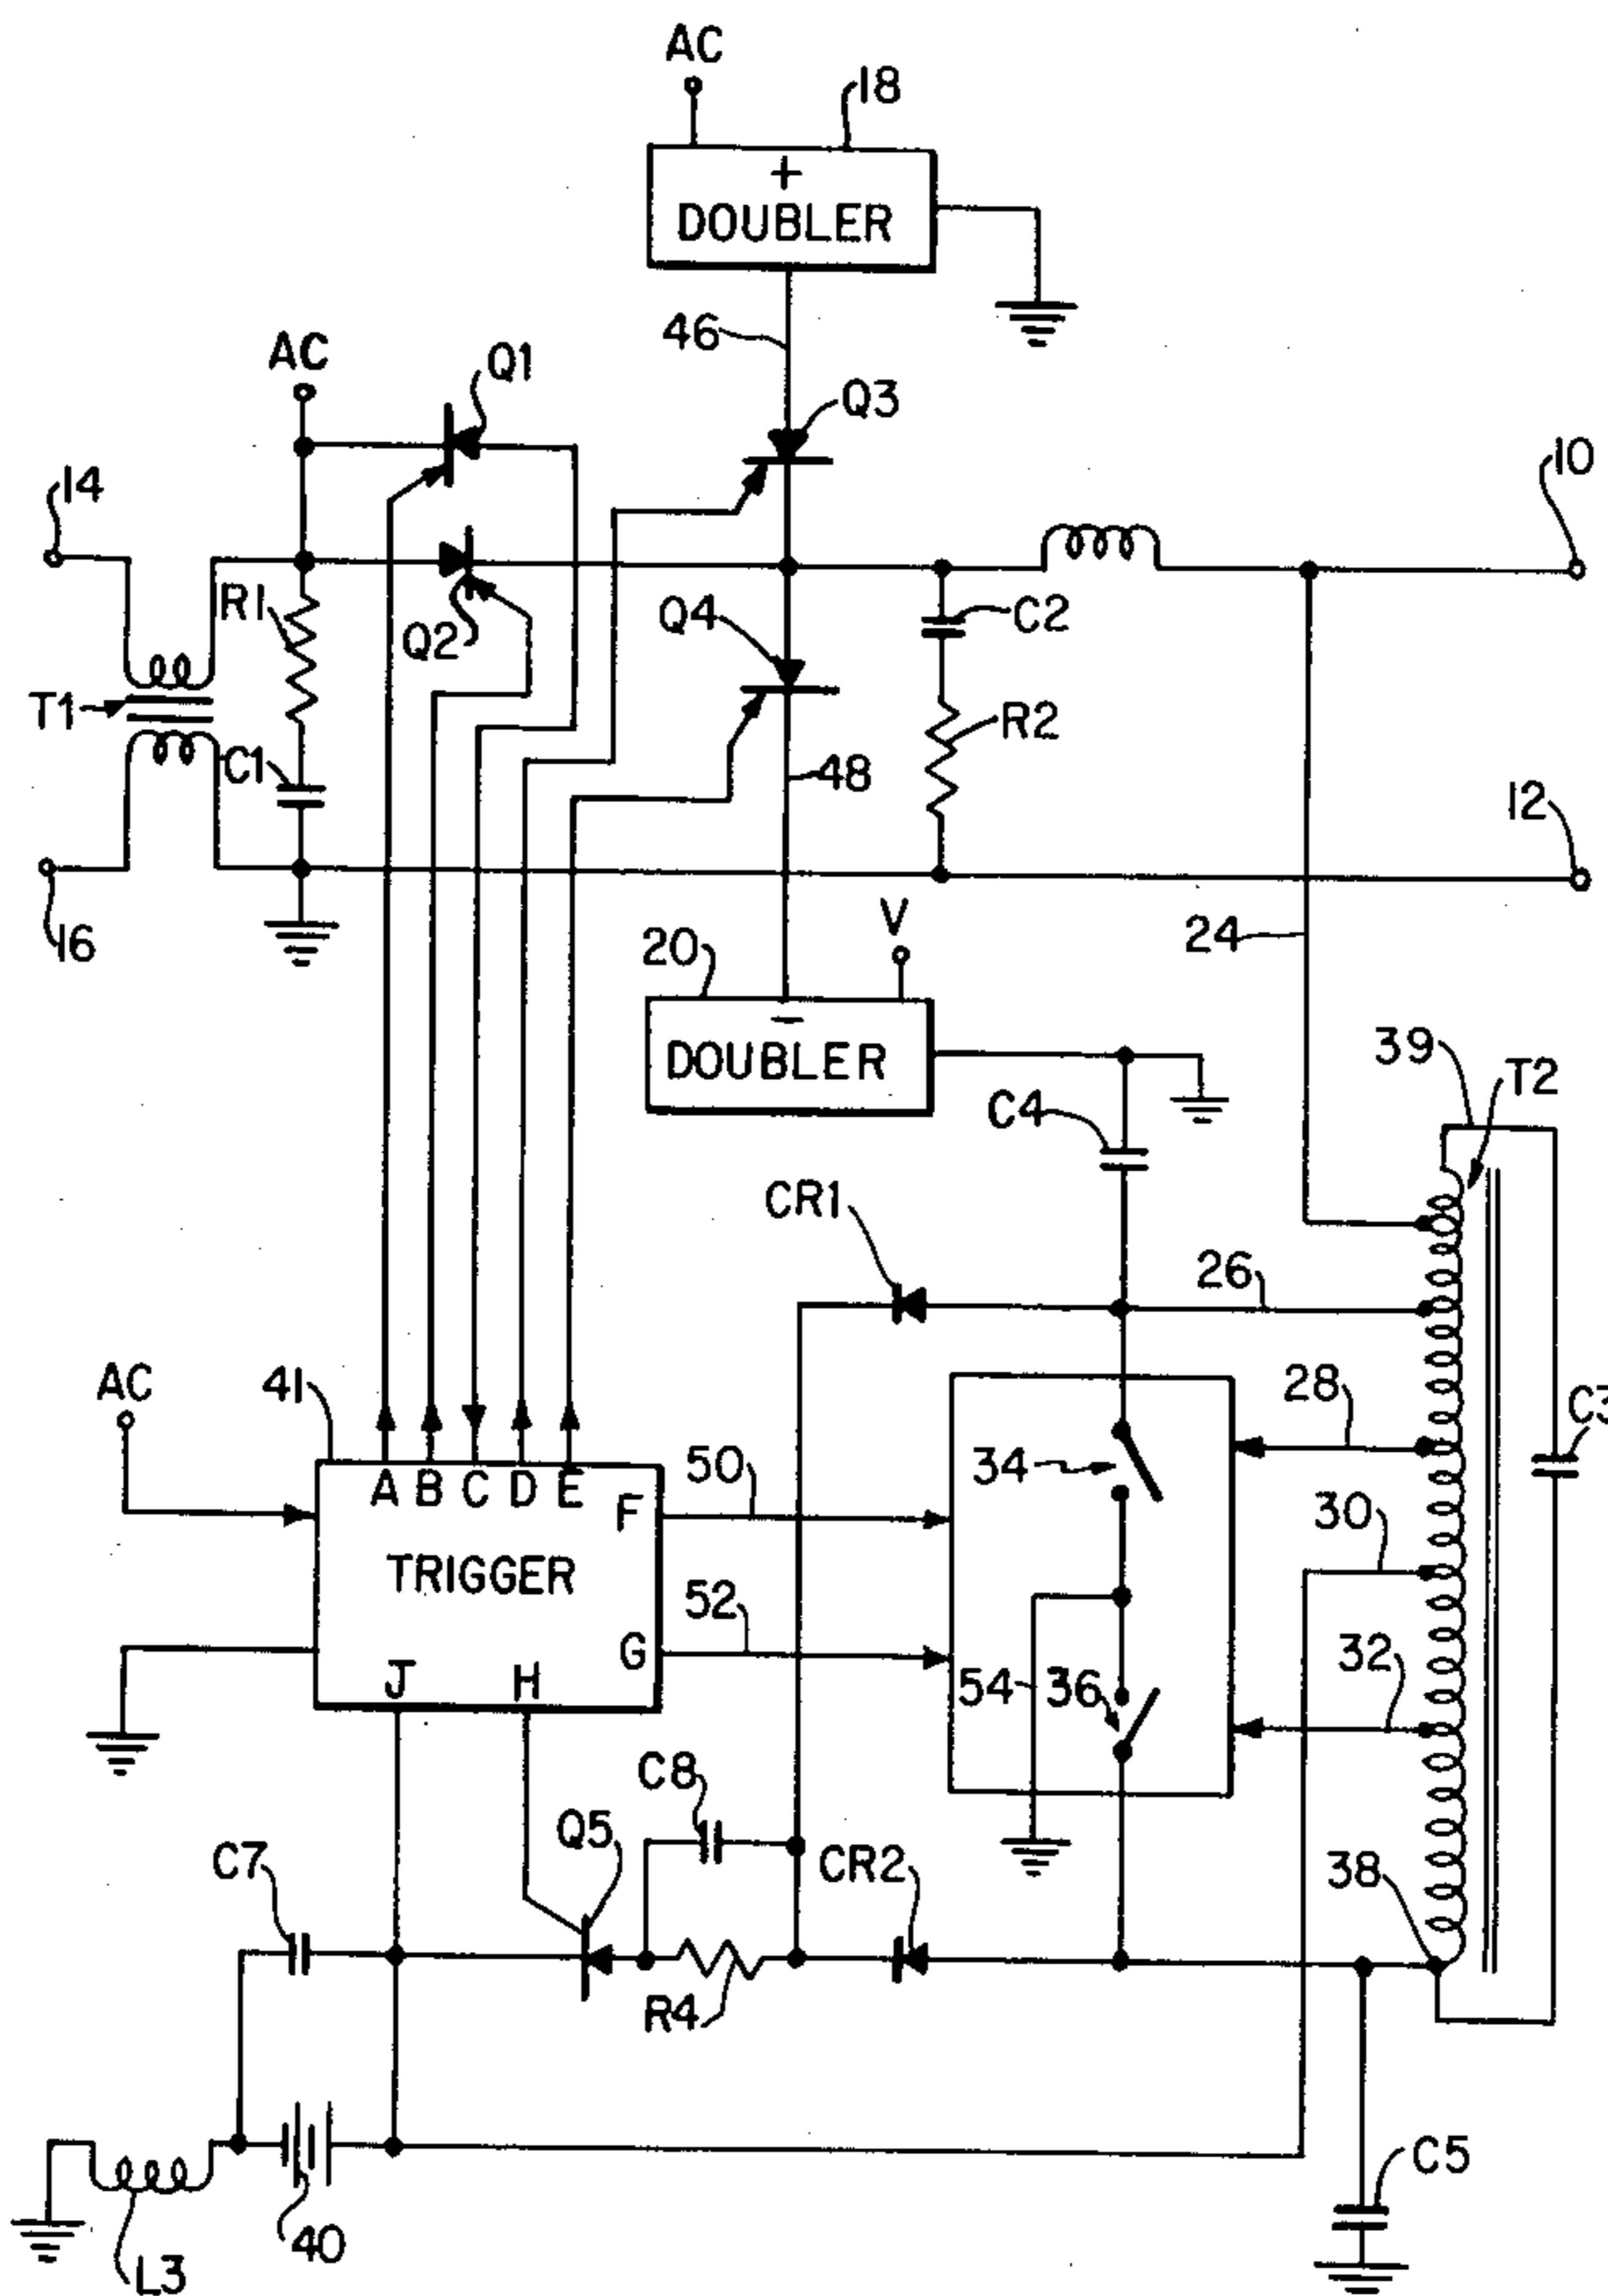 AC
18
+
DOUBLER
46
AC
Q1
Q3
10
14
R1
Q2
Q4
C2
T1
R2
C1
48
12
16
24
V
20
–
DOUBLER
39
T2
C4
CR1
26
AC
41
28
C3
34
50
A B C D E
F
30
TRIGGER
52
32
G
54
36
J
H
C8
Q5
C7
CR2
38
R4
C5
40
L3